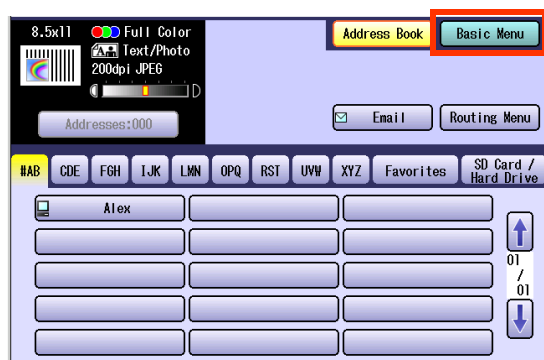 8.5x11 Full Color
A Text/Photo
200dpi JPEG
Addresses:000
Address Book Basic Menu
Email Routing Menu
#AB CDE FGH IJK LMN OPQ RST UVW XYZ Favorites SD Card /
Hard Drive
Alex
01
/
01